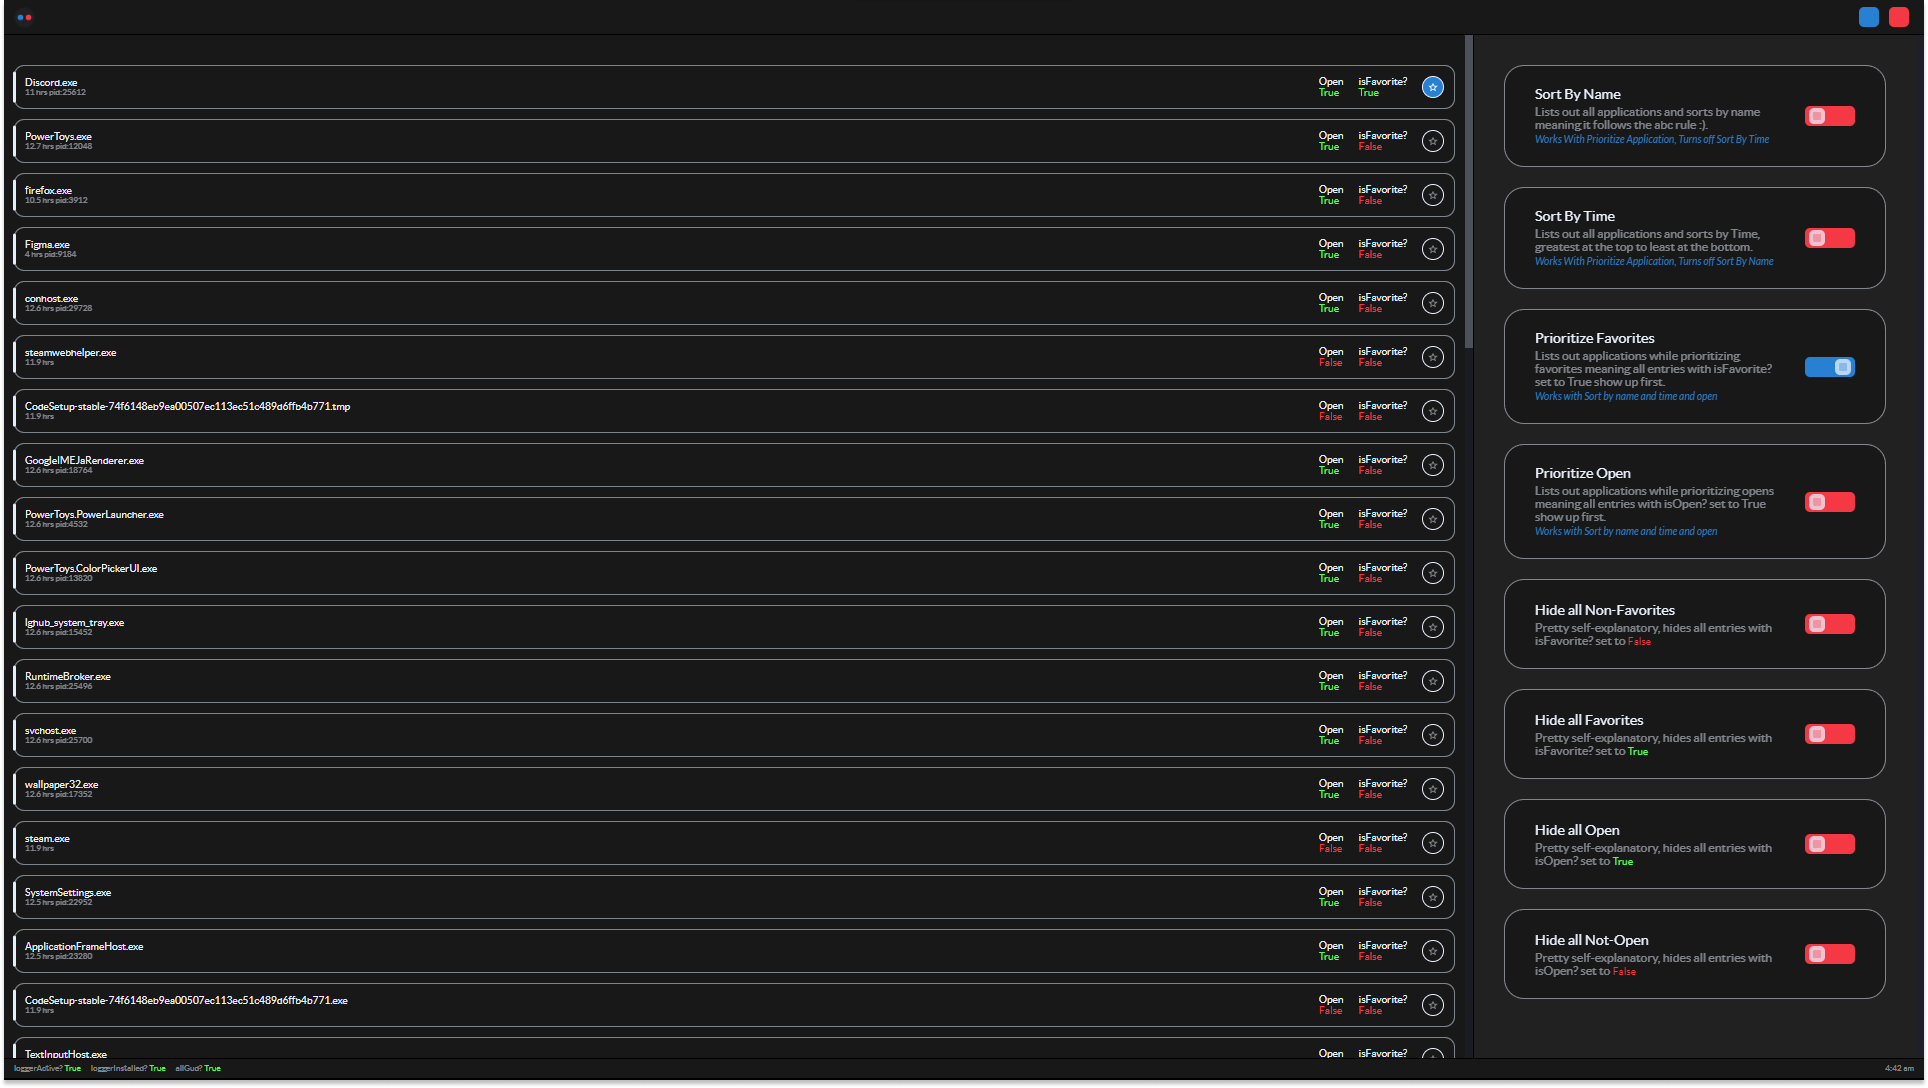 Discord.exe
11 hrs pid:25612
Open isFavorite?
True True
PowerToys.exe
12.7 hrs pid:12048
Open isFavorite?
True False
firefox.exe
10.5 hrs pid:3912
Open isFavorite?
True False
Figma.exe
4 hrs pid:9184
Open isFavorite?
True False
conhost.exe
12.6 hrs pid:29728
Open isFavorite?
True False
steamwebhelper.exe
11.9 hrs
Open isFavorite?
False False
CodeSetup-stable-74f6148eb9ea00507ec113ec51c489d6ffb4b771.tmp
11.9 hrs
Open isFavorite?
False False
GoogleIMEJaRenderer.exe
12.6 hrs pid:18764
Open isFavorite?
True False
PowerToys.PowerLauncher.exe
12.6 hrs pid:4532
Open isFavorite?
True False
PowerToys.ColorPickerUI.exe
12.6 hrs pid:13820
Open isFavorite?
True False
lghub_system_tray.exe
12.6 hrs pid:15452
Open isFavorite?
True False
RuntimeBroker.exe
12.6 hrs pid:25496
Open isFavorite?
True False
svchost.exe
12.6 hrs pid:25700
Open isFavorite?
True False
wallpaper32.exe
12.6 hrs pid:17352
Open isFavorite?
True False
steam.exe
11.9 hrs
Open isFavorite?
False False
SystemSettings.exe
12.5 hrs pid:22952
Open isFavorite?
True False
ApplicationFrameHost.exe
12.5 hrs pid:23280
Open isFavorite?
True False
CodeSetup-stable-74f6148eb9ea00507ec113ec51c489d6ffb4b771.exe
11.9 hrs
Open isFavorite?
False False
TextInputHost.exe
Open isFavorite?
Sort By Name
Lists out all applications and sorts by name
meaning it follows the abc rule :).
Works With Prioritize Application, Turns off Sort By Time
Sort By Time
Lists out all applications and sorts by Time,
greatest at the top to least at the bottom.
Works With Prioritize Application, Turns off Sort By Name
Prioritize Favorites
Lists out applications while prioritizing
favorites meaning all entries with isFavorite?
set to True show up first.
Works with Sort by name and time and open
Prioritize Open
Lists out applications while prioritizing opens
meaning all entries with isOpen? set to True
show up first.
Works with Sort by name and time and open
Hide all Non-Favorites
Pretty self-explanatory, hides all entries with
isFavorite? set to False
Hide all Favorites
Pretty self-explanatory, hides all entries with
isFavorite? set to True
Hide all Open
Pretty self-explanatory, hides all entries with
isOpen? set to True
Hide all Not-Open
Pretty self-explanatory, hides all entries with
isOpen? set to False
loggerActive? True loggerInstalled? True allGud? True
4:42 am